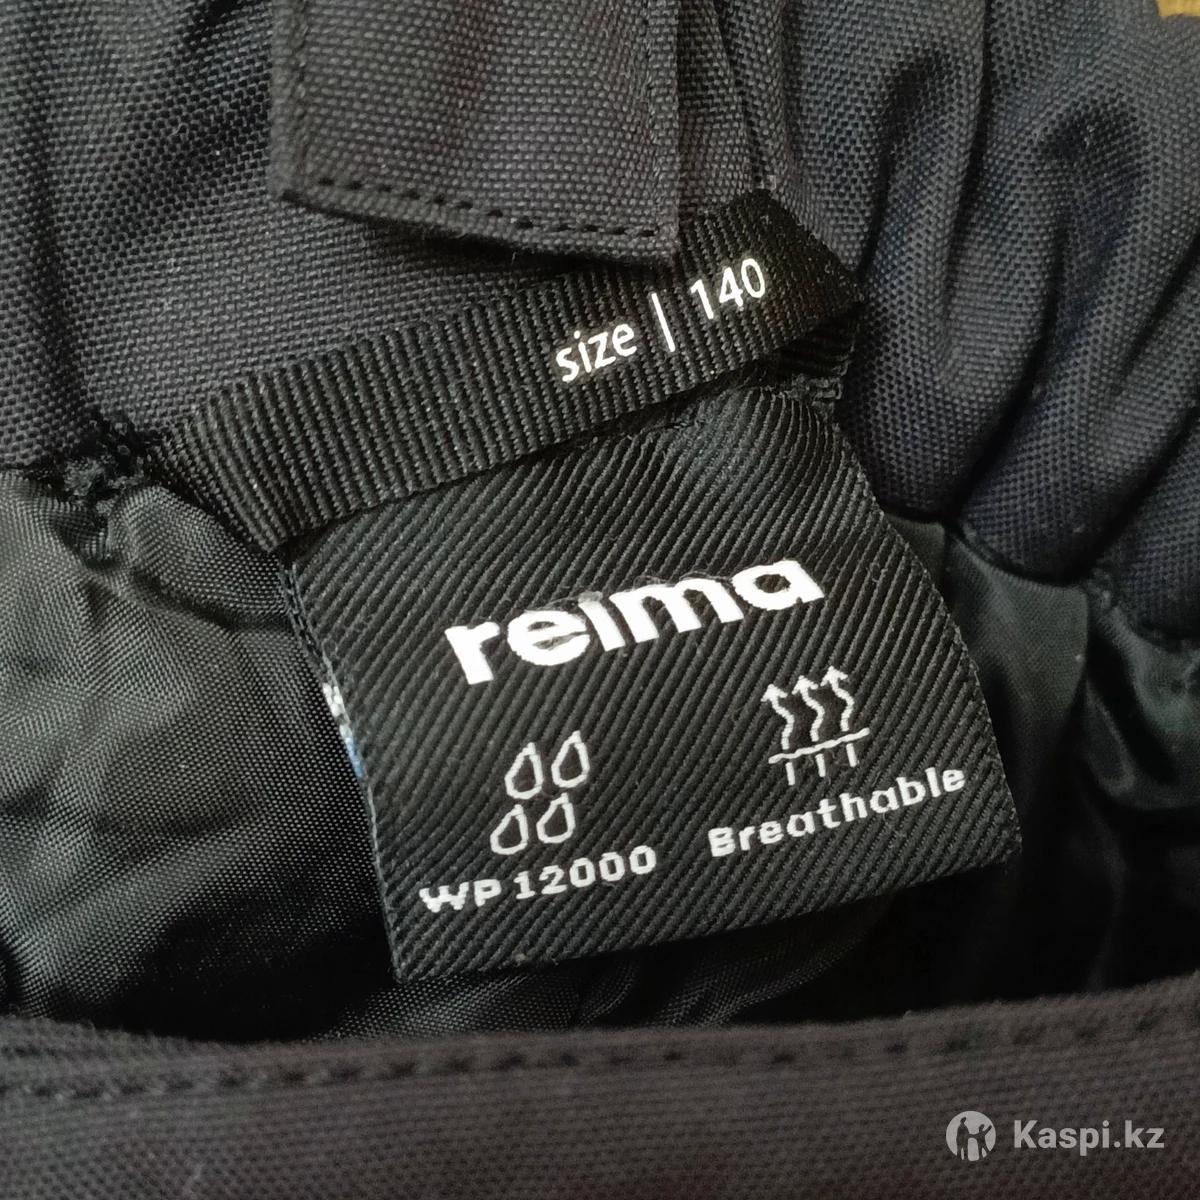 size | 140
reima
WP 12000
Breathable
Kaspi.kz